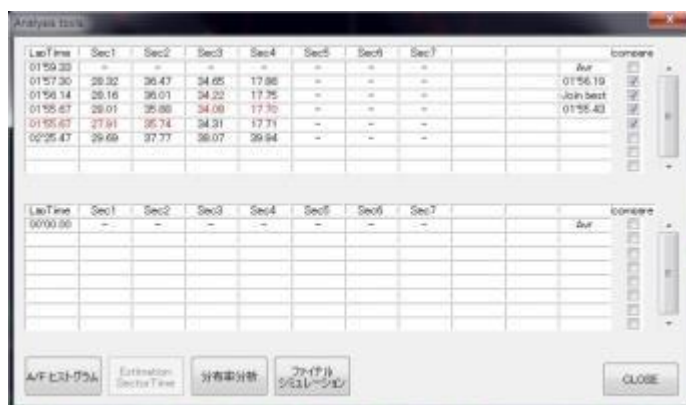 Analysis tools
LapTime Sec1 Sec2 Sec3 Sec4 Sec5 Sec6 Sec7 compare
01'59.33 - - - - - - - Avr
01'57.30 28.32 36.47 34.65 17.86 - - - 01'56.19
01'56.14 28.16 36.01 34.22 17.75 - - - Join best
01'55.67 28.01 35.88 34.08 17.70 - - - 01'55.43
01'55.67 27.91 35.74 34.31 17.71 - - -
02'25.47 29.69 37.77 38.07 39.94 - - -
LapTime Sec1 Sec2 Sec3 Sec4 Sec5 Sec6 Sec7 compare
00'00.00 - - - - - - - Avr
A/F ヒストグラム
Estimation
SectorTime
分布率分析
ファイナル
シミュレーション
CLOSE